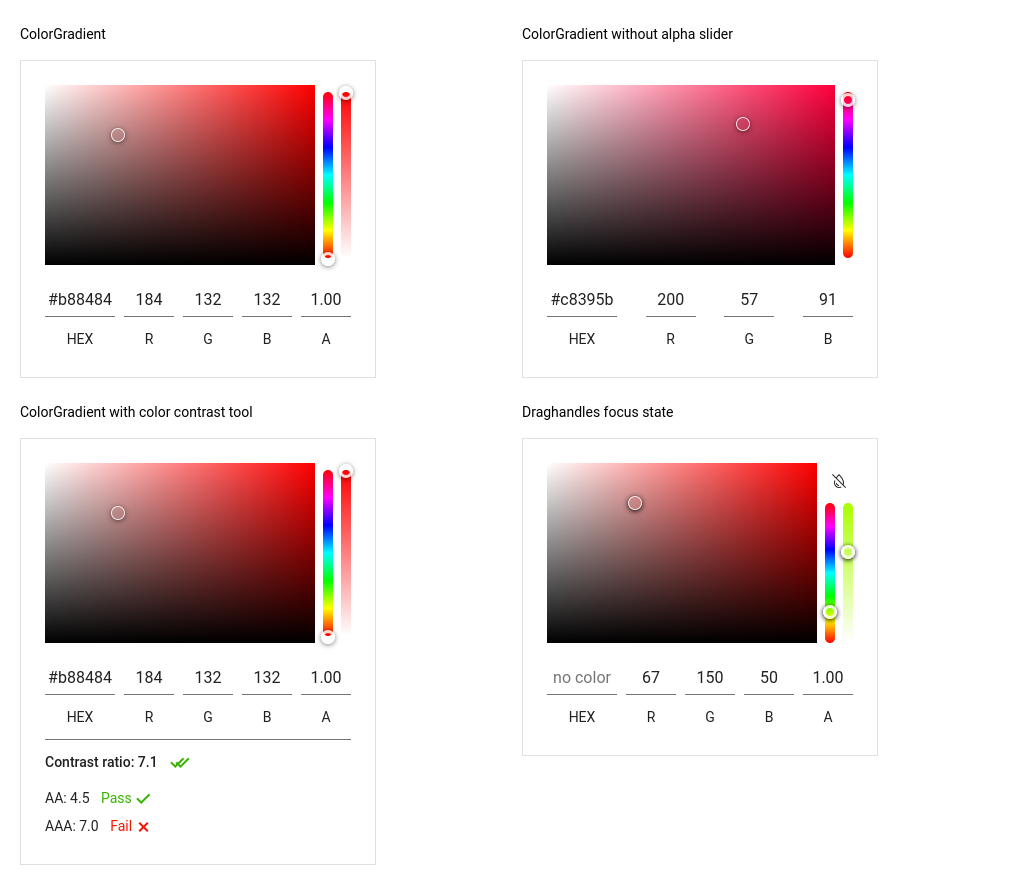 ColorGradient
#b88484 184 132 132 1.00
HEX R G B A
ColorGradient without alpha slider
#c8395b 200 57 91
HEX R G B
ColorGradient with color contrast tool
#b88484 184 132 132 1.00
HEX R G B A
Contrast ratio: 7.1
AA: 4.5 Pass
AAA: 7.0 Fail
Draghandles focus state
no color 67 150 50 1.00
HEX R G B A